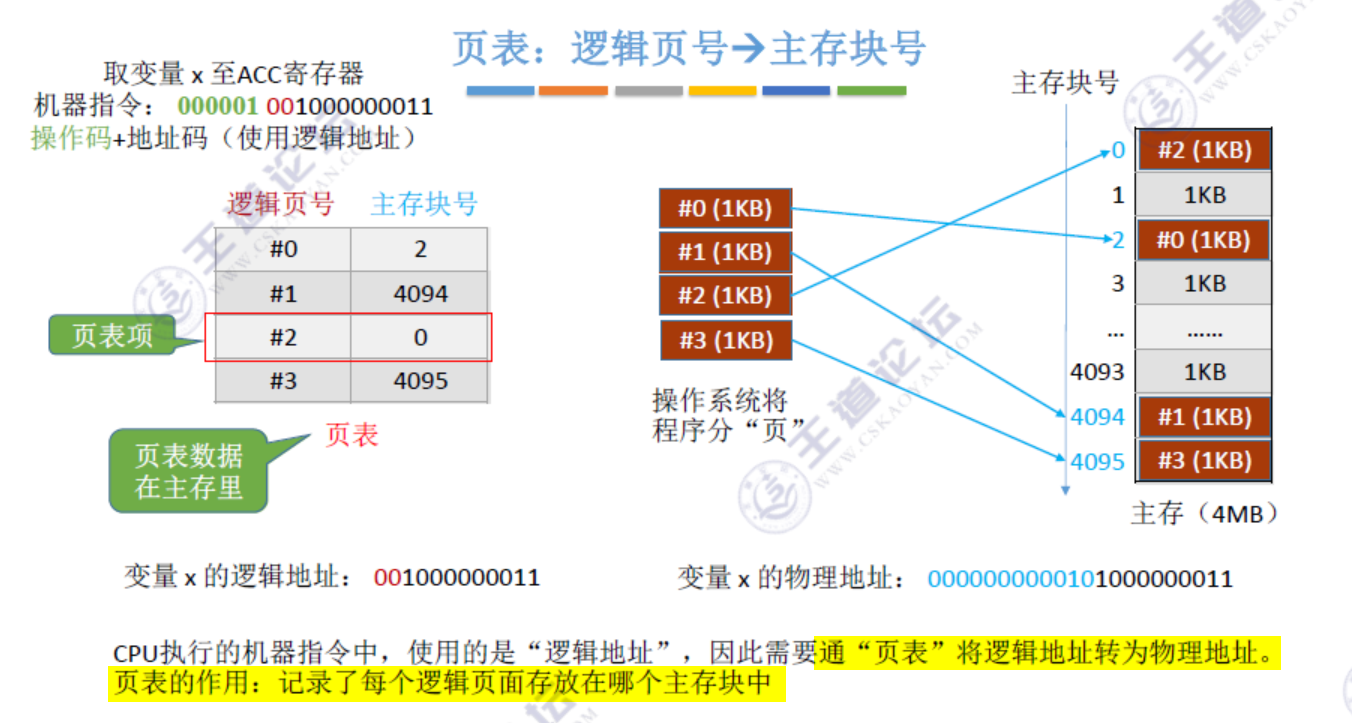 页表：逻辑页号→主存块号
取变量 x 至ACC寄存器
机器指令： 000001 001000000011
操作码+地址码（使用逻辑地址）
逻辑页号 主存块号
#0 2
#1 4094
#2 0
#3 4095
页表项
页表
页表数据
在主存里
#0 (1KB)
#1 (1KB)
#2 (1KB)
#3 (1KB)
操作系统将
程序分“页”
主存块号
0 #2 (1KB)
1 1KB
2 #0 (1KB)
3 1KB
... ......
4093 1KB
4094 #1 (1KB)
4095 #3 (1KB)
主存（4MB）
变量 x 的逻辑地址： 001000000011
变量 x 的物理地址： 0000000000101000000011
CPU执行的机器指令中，使用的是“逻辑地址”，因此需要通“页表”将逻辑地址转为物理地址。
页表的作用：记录了每个逻辑页面存放在哪个主存块中
王道论坛
WWW.CSKAOYAN.COM